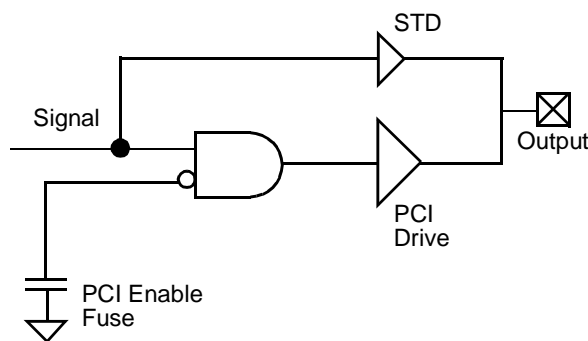 STD
Signal
Output
PCI
Drive
PCI Enable
Fuse